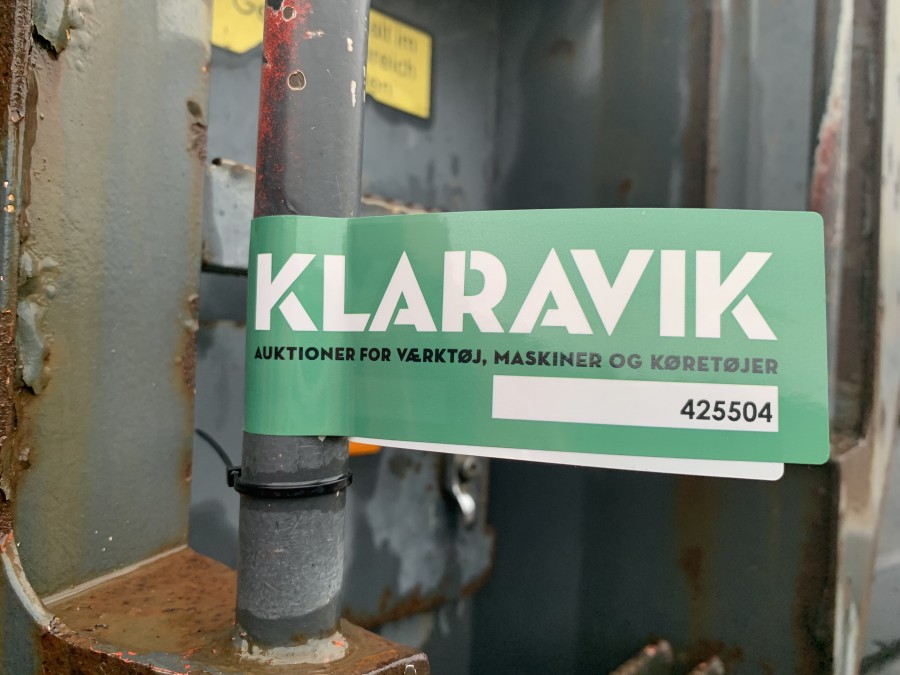 KLARAVIK
AUKTIONER FOR VÆRKTØJ, MASKINER OG KØRETØJER
425504